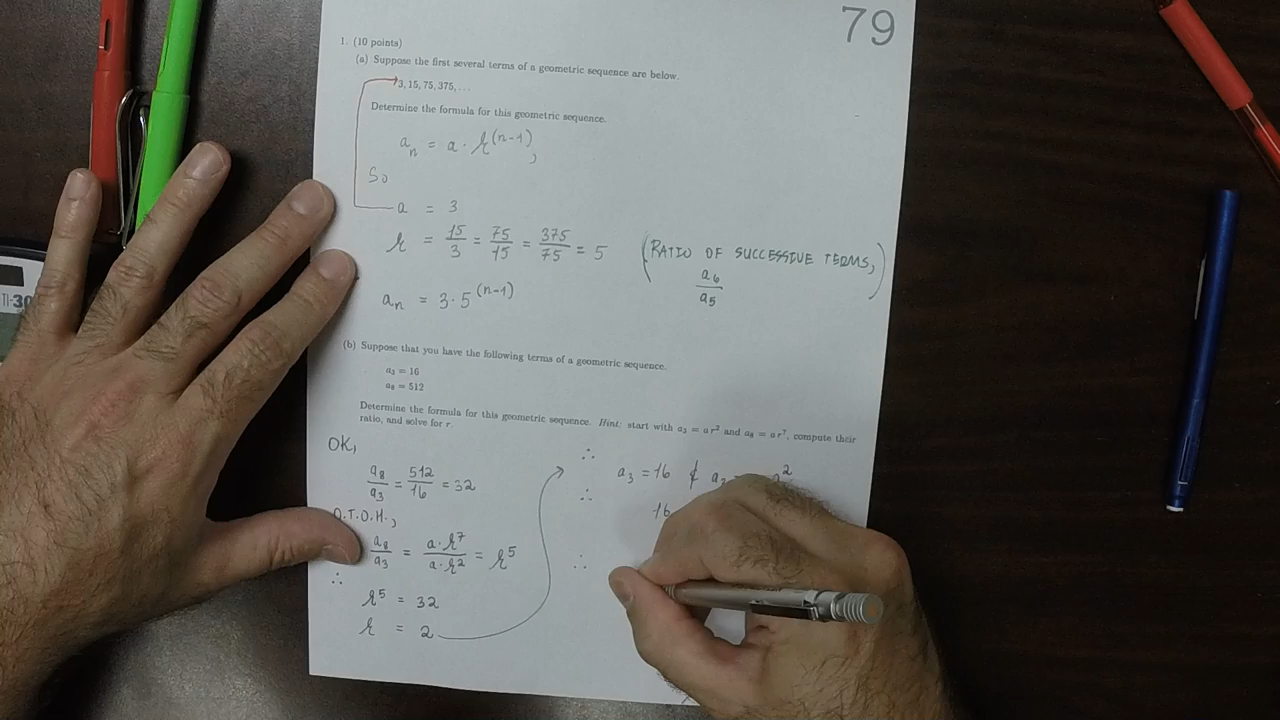 79
1. (10 points)
(a) Suppose the first several terms of a geometric sequence are below.
3, 15, 75, 375, ...
Determine the formula for this geometric sequence.
aₙ = a · r⁽ⁿ⁻¹⁾,
So
a = 3
r = 15/3 = 75/15 = 375/75 = 5
(RATIO OF SUCCESSIVE TERMS, a₆/a₅)
aₙ = 3·5⁽ⁿ⁻¹⁾
(b) Suppose that you have the following terms of a geometric sequence.
a₃ = 16
a₈ = 512
Determine the formula for this geometric sequence. Hint: start with a₃ = ar² and a₈ = ar⁷, compute their
ratio, and solve for r.
OK,
a₈/a₃ = 512/16 = 32
O.T.O.H.,
a₈/a₃ = a·r⁷/a·r² = r⁵
∴
r⁵ = 32
r = 2
∴ a₃ = 16 & a
∴ 16
∴
TI-30